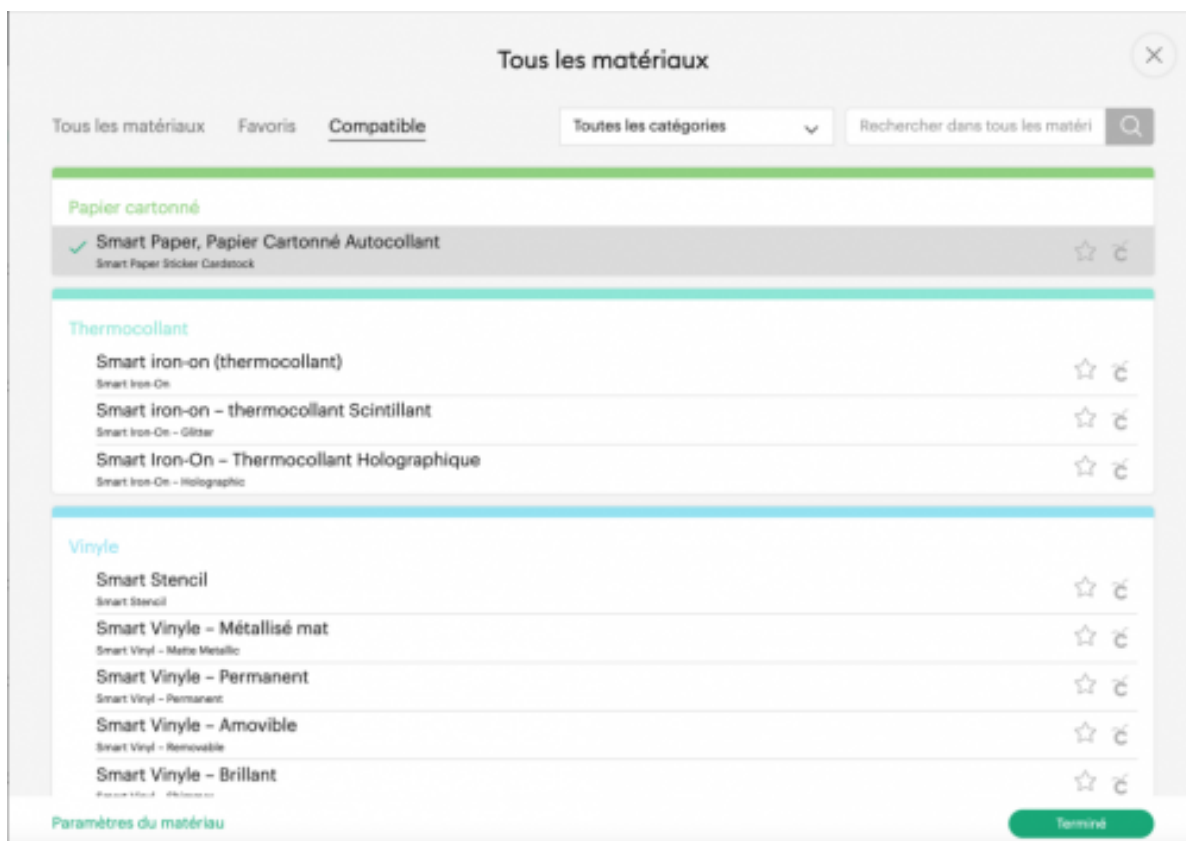 Tous les matériaux
Tous les matériaux Favoris Compatible Toutes les catégories Rechercher dans tous les matéri
Papier cartonné
Smart Paper, Papier Cartonné Autocollant
Smart Paper Sticker Cardstock
Thermocollant
Smart iron-on (thermocollant)
Smart Iron-On
Smart iron-on – thermocollant Scintillant
Smart Iron-On – Glitter
Smart Iron-On – Thermocollant Holographique
Smart Iron-On – Holographic
Vinyle
Smart Stencil
Smart Stencil
Smart Vinyle – Métallisé mat
Smart Vinyl – Matte Metallic
Smart Vinyle – Permanent
Smart Vinyl – Permanent
Smart Vinyle – Amovible
Smart Vinyl – Removable
Smart Vinyle – Brillant
Smart Vinyl –
Paramètres du matériau Terminé